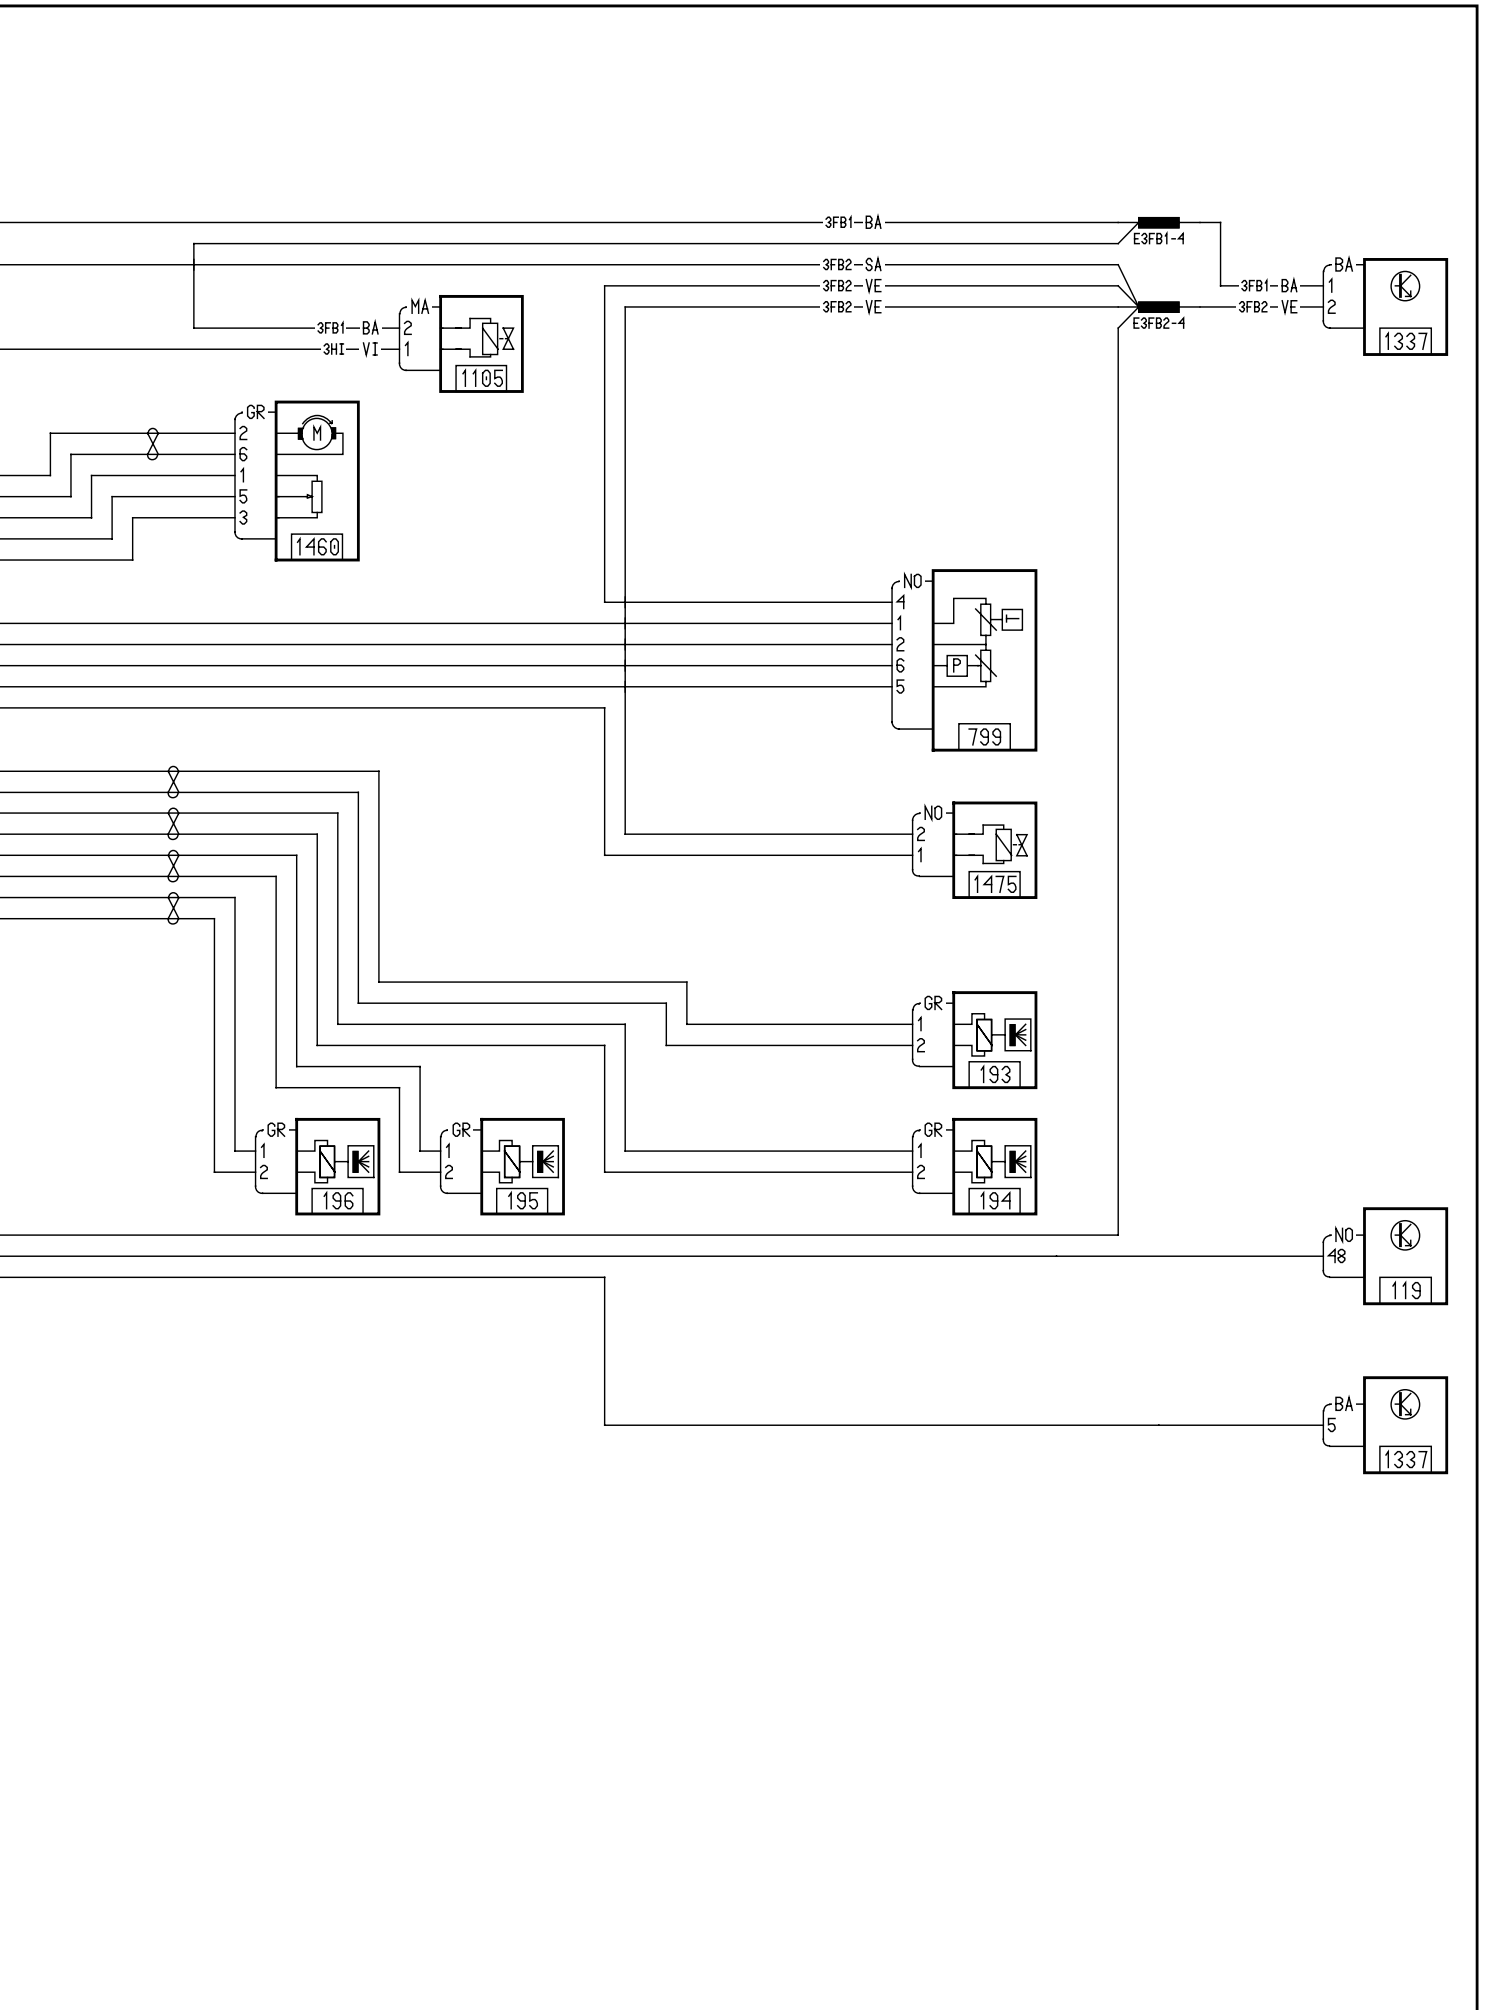 3FB1 BA
E3FB1-4
3FB2 SA
BA
3FB2 VE
3FB1 BA 1
3FB2 VE
3FB2 VE 2
E3FB2-4
1337
MA
3FB1 BA 2
3HI VI 1
1105
GR
2
M
6
1
5
3
1460
NO
4
1
T
2
6 P
5
799
NO
2
1
1475
GR
1
2
193
GR
1
2
196
GR
1
2
195
GR
1
2
194
NO
48
119
BA
5
1337